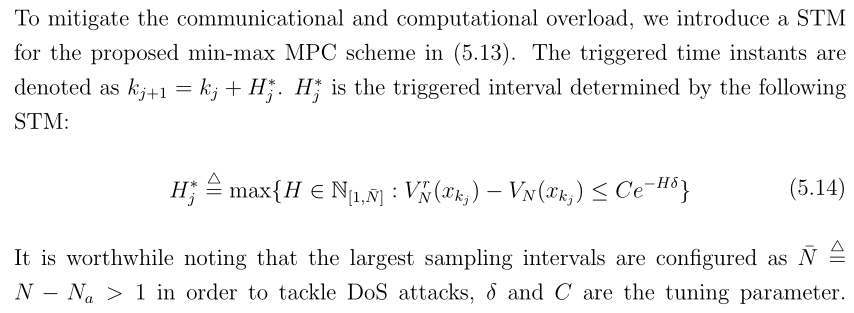 To mitigate the communicational and computational overload, we introduce a STM
for the proposed min-max MPC scheme in (5.13). The triggered time instants are
denoted as $k_{j+1} = k_j + H_j^*$. $H_j^*$ is the triggered interval determined by the following
STM:
$H_j^* \triangleq \max\{H \in \mathbb{N}_{[1,\bar{N}]} : V_N^r(x_{k_j}) - V_N(x_{k_j}) \leq Ce^{-H\delta}\}$ (5.14)
It is worthwhile noting that the largest sampling intervals are configured as $\bar{N} \triangleq$
$N - N_a > 1$ in order to tackle DoS attacks, $\delta$ and $C$ are the tuning parameter.